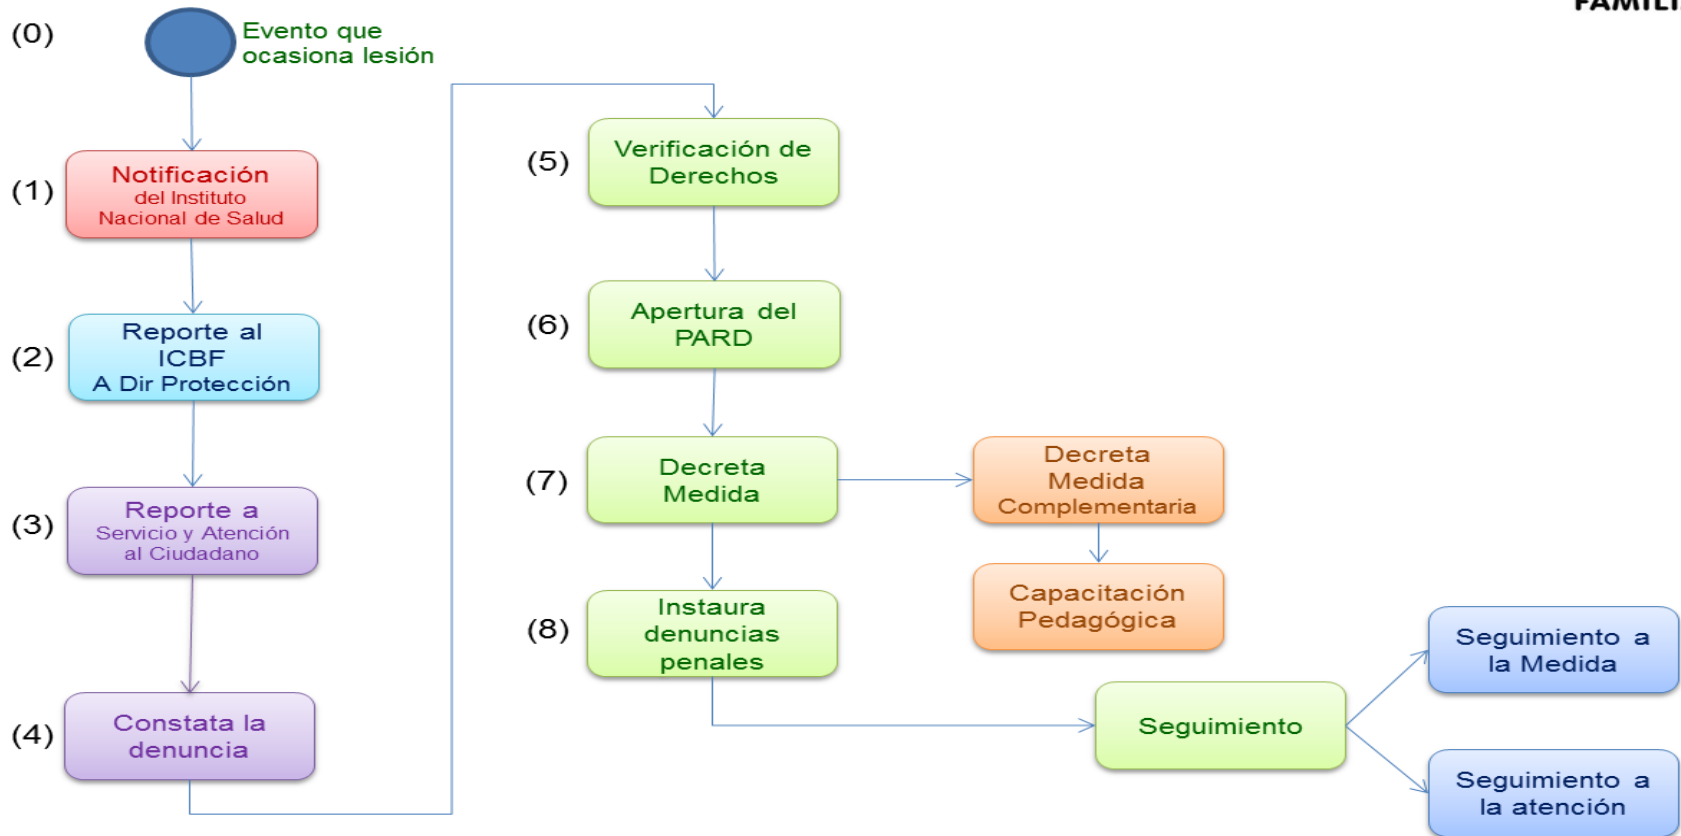 (0)
Evento que
ocasiona lesión
(1)
Notificación
del Instituto
Nacional de Salud
(2)
Reporte al
ICBF
A Dir Protección
(3)
Reporte a
Servicio y Atención
al Ciudadano
(4)
Constata la
denuncia
(5)
Verificación de
Derechos
(6)
Apertura del
PARD
(7)
Decreta
Medida
Decreta
Medida
Complementaria
Capacitación
Pedagógica
(8)
Instaura
denuncias
penales
Seguimiento
Seguimiento a
la Medida
Seguimiento a
la atención